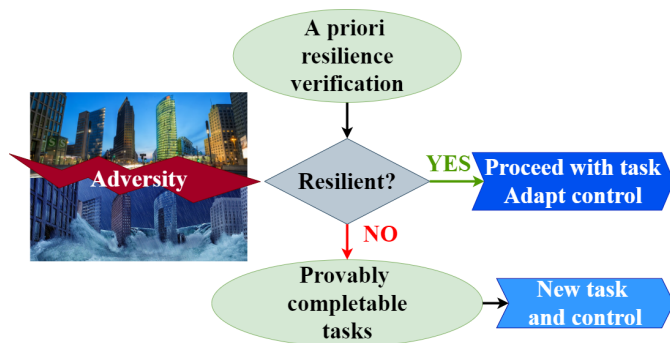 A priori
resilience
verification
Adversity
Resilient?
YES
Proceed with task
Adapt control
NO
Provably
completable
tasks
New task
and control